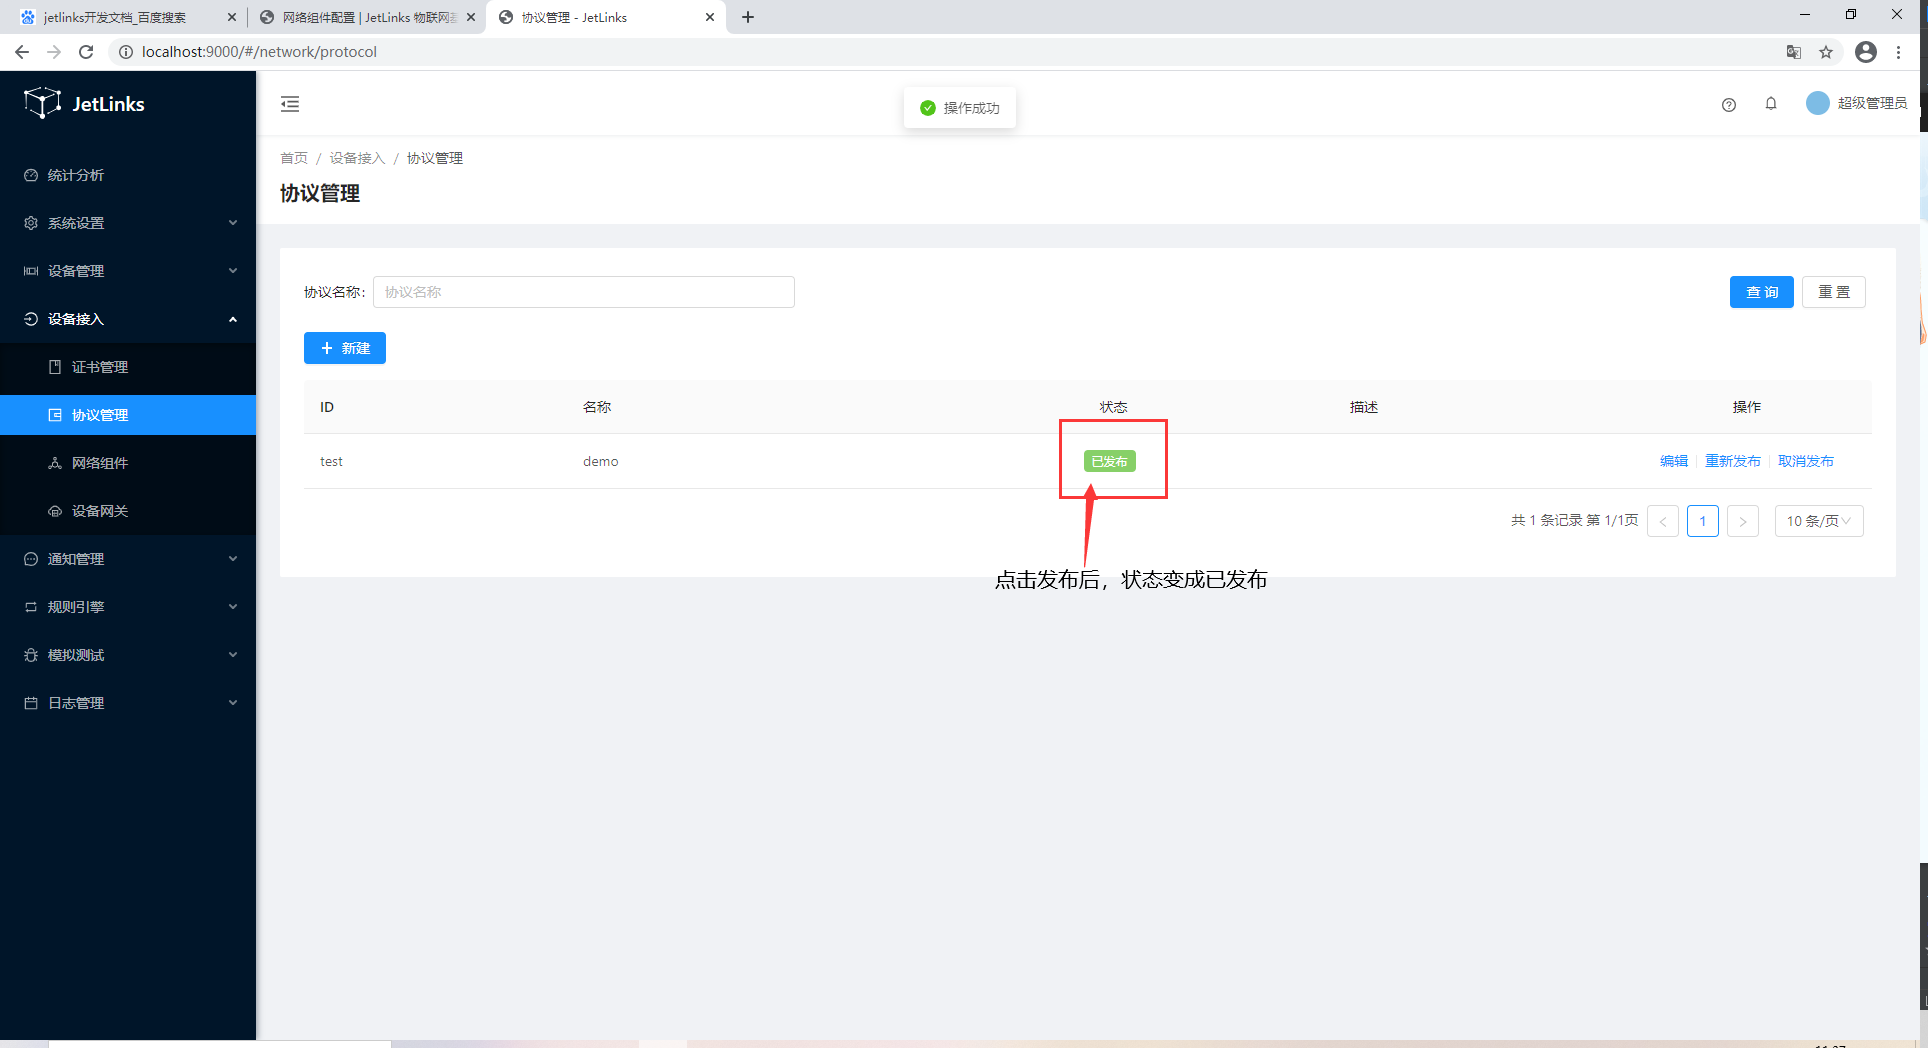 jetlinks开发文档_百度搜索
网络组件配置 | JetLinks 物联网基
协议管理 - JetLinks
localhost:9000/#/network/protocol
JetLinks
操作成功
超级管理员
首页 / 设备接入 / 协议管理
协议管理
统计分析
系统设置
设备管理
设备接入
证书管理
协议管理
网络组件
设备网关
通知管理
规则引擎
模拟测试
日志管理
协议名称: 协议名称
查 询 重 置
+ 新建
ID 名称 状态 描述 操作
test demo 已发布 编辑 重新发布 取消发布
共 1 条记录 第 1/1页 < 1 > 10 条/页
点击发布后，状态变成已发布